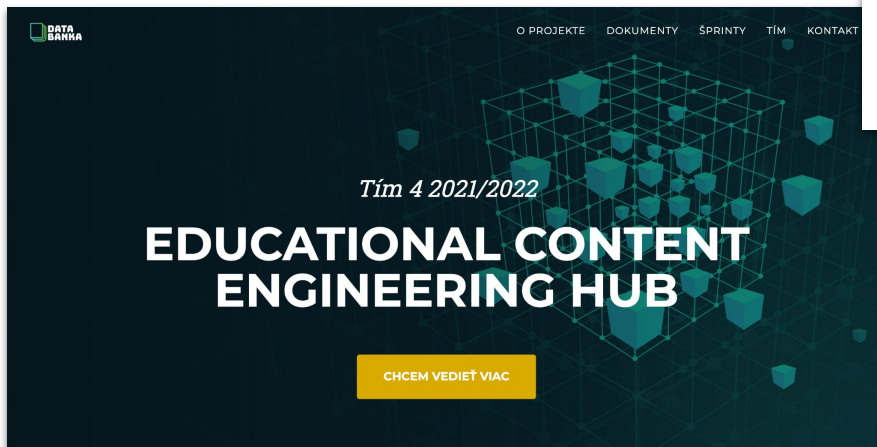 DATA
BANKA
O PROJEKTE DOKUMENTY ŠPRINTY TÍM KONTAKT
Tím 4 2021/2022
EDUCATIONAL CONTENT
ENGINEERING HUB
CHCEM VEDIEŤ VIAC